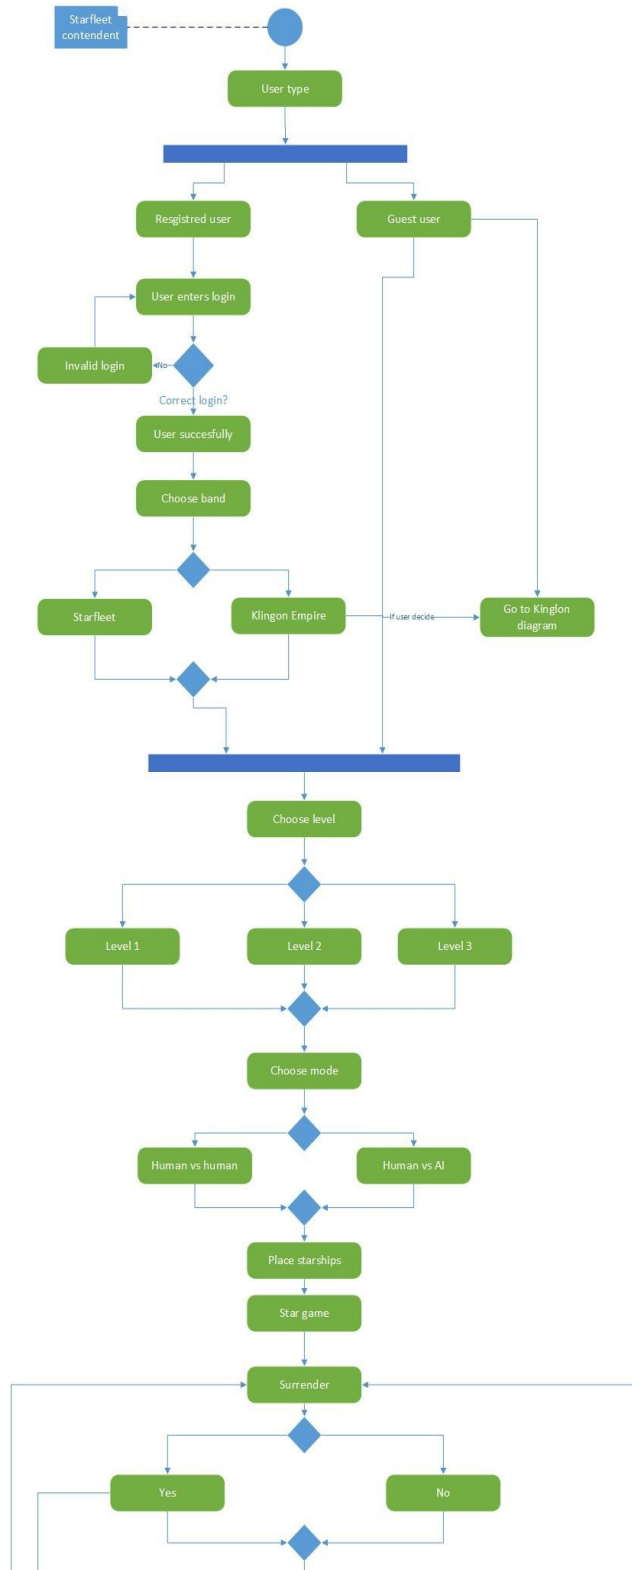 Starfleet
contendent
User type
Resgistred user
Guest user
User enters login
Invalid login
No
Correct login?
User succesfully
Choose band
Starfleet
Klingon Empire
If user decide
Go to Kinglon
diagram
Choose level
Level 1
Level 2
Level 3
Choose mode
Human vs human
Human vs AI
Place starships
Star game
Surrender
Yes
No